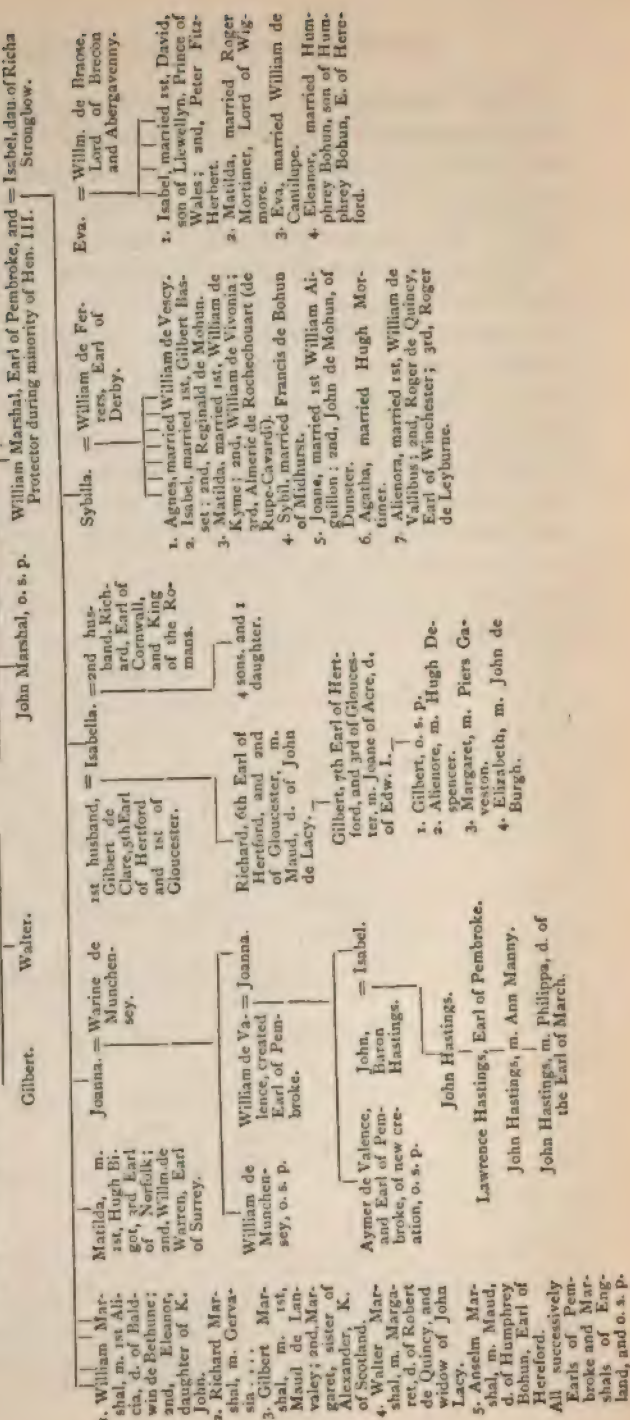 Gilbert.
Walter.
John Marshal, o. s. p.
William Marshal, Earl of Pembroke, and = Isabel, dau. of Richa
Protector during minority of Hen. III.
Strongbow.
1. William Mar-
shal, m. 1st Ali-
cia, d. of Bald-
win de Bethune;
2nd, Eleanor,
daughter of K.
John.
2. Richard Mar-
shal, m. Gerva-
sia ....
3. Gilbert Mar-
shal, m. 1st,
Maud de Lan-
valey; 2nd, Mar-
garet, sister of
Alexander, K.
of Scotland.
4. Walter Mar-
shal, m. Marga-
ret, d. of Robert
de Quincy, and
widow of John
Lacy.
5. Anselm Mar-
shal, m. Maud,
d. of Humphrey
Bohun, Earl of
Hereford.
All successively
Earls of Pem-
broke and Mar-
shals of Eng-
land, and o. s. p.
Matilda, m.
1st, Hugh Bi-
got, 3rd Earl
of Norfolk;
2nd, Willm. de
Warren, Earl
of Surrey.
Joanna. = Warine de
Munchen-
sey.
William de
Munchen-
sey, o. s. p.
William de Va- = Joanna.
lence, created
Earl of Pem-
broke.
Aymer de Valence,
and Earl of Pem-
broke, of new cre-
ation, o. s. p.
John, = Isabel.
Baron
Hastings.
John Hastings.
Lawrence Hastings, Earl of Pembroke.
John Hastings, m. Ann Manny.
John Hastings, m. Philippa, d. of
the Earl of March.
1st husband, = Isabella. = 2nd hus-
Gilbert de
Clare, 5th Earl
of Hertford
and 1st of
Gloucester.
band, Rich-
ard, Earl of
Cornwall,
and King
of the Ro-
mans.
Richard, 6th Earl of
Hertford, and 2nd
of Gloucester, m.
Maud, d. of John
de Lacy.
4 sons, and 1
daughter.
Gilbert, 7th Earl of Hert-
ford, and 3rd of Glouces-
ter, m. Joane of Acre, d.
of Edw. I.
1. Gilbert, o. s. p.
2. Alienore, m. Hugh De-
spencer.
3. Margaret, m. Piers Ga-
veston.
4. Elizabeth, m. John de
Burgh.
Sybilla. = William de Fer-
rers, Earl of
Derby.
1. Agnes, married William de Vescy.
2. Isabel, married 1st, Gilbert Bas-
set; 2nd, Reginald de Mohun.
3. Matilda, married 1st, William de
Kyme; 2nd, William de Vivonia;
3rd, Almeric de Rochechouart (de
Rupe-Cavardi).
4. Sybil, married Francis de Bohun
of Midhurst.
5. Joane, married 1st William Ai-
guillon; 2nd, John de Mohun, of
Dunster.
6. Agatha, married Hugh Mor-
timer.
7. Alienora, married 1st, William de
Vallibus; 2nd, Roger de Quincy,
Earl of Winchester; 3rd, Roger
de Leyburne.
Eva. = Willm. de Braose,
Lord of Brecon
and Abergavenny.
1. Isabel, married 1st, David,
son of Llewellyn, Prince of
Wales; and, Peter Fitz-
Herbert.
2. Matilda, married Roger
Mortimer, Lord of Wig-
more.
3. Eva, married William de
Cantilupe.
4. Eleanor, married Hum-
phrey Bohun, son of Hum-
phrey Bohun, E. of Here-
ford.